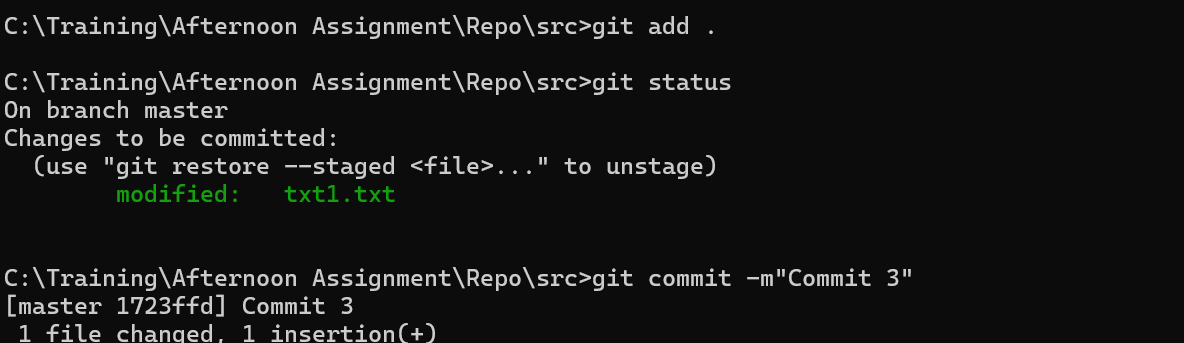 C:\Training\Afternoon Assignment\Repo\src>git add .
C:\Training\Afternoon Assignment\Repo\src>git status
On branch master
Changes to be committed:
  (use "git restore --staged <file>..." to unstage)
        modified:   txt1.txt
C:\Training\Afternoon Assignment\Repo\src>git commit -m"Commit 3"
[master 1723ffd] Commit 3
 1 file changed, 1 insertion(+)